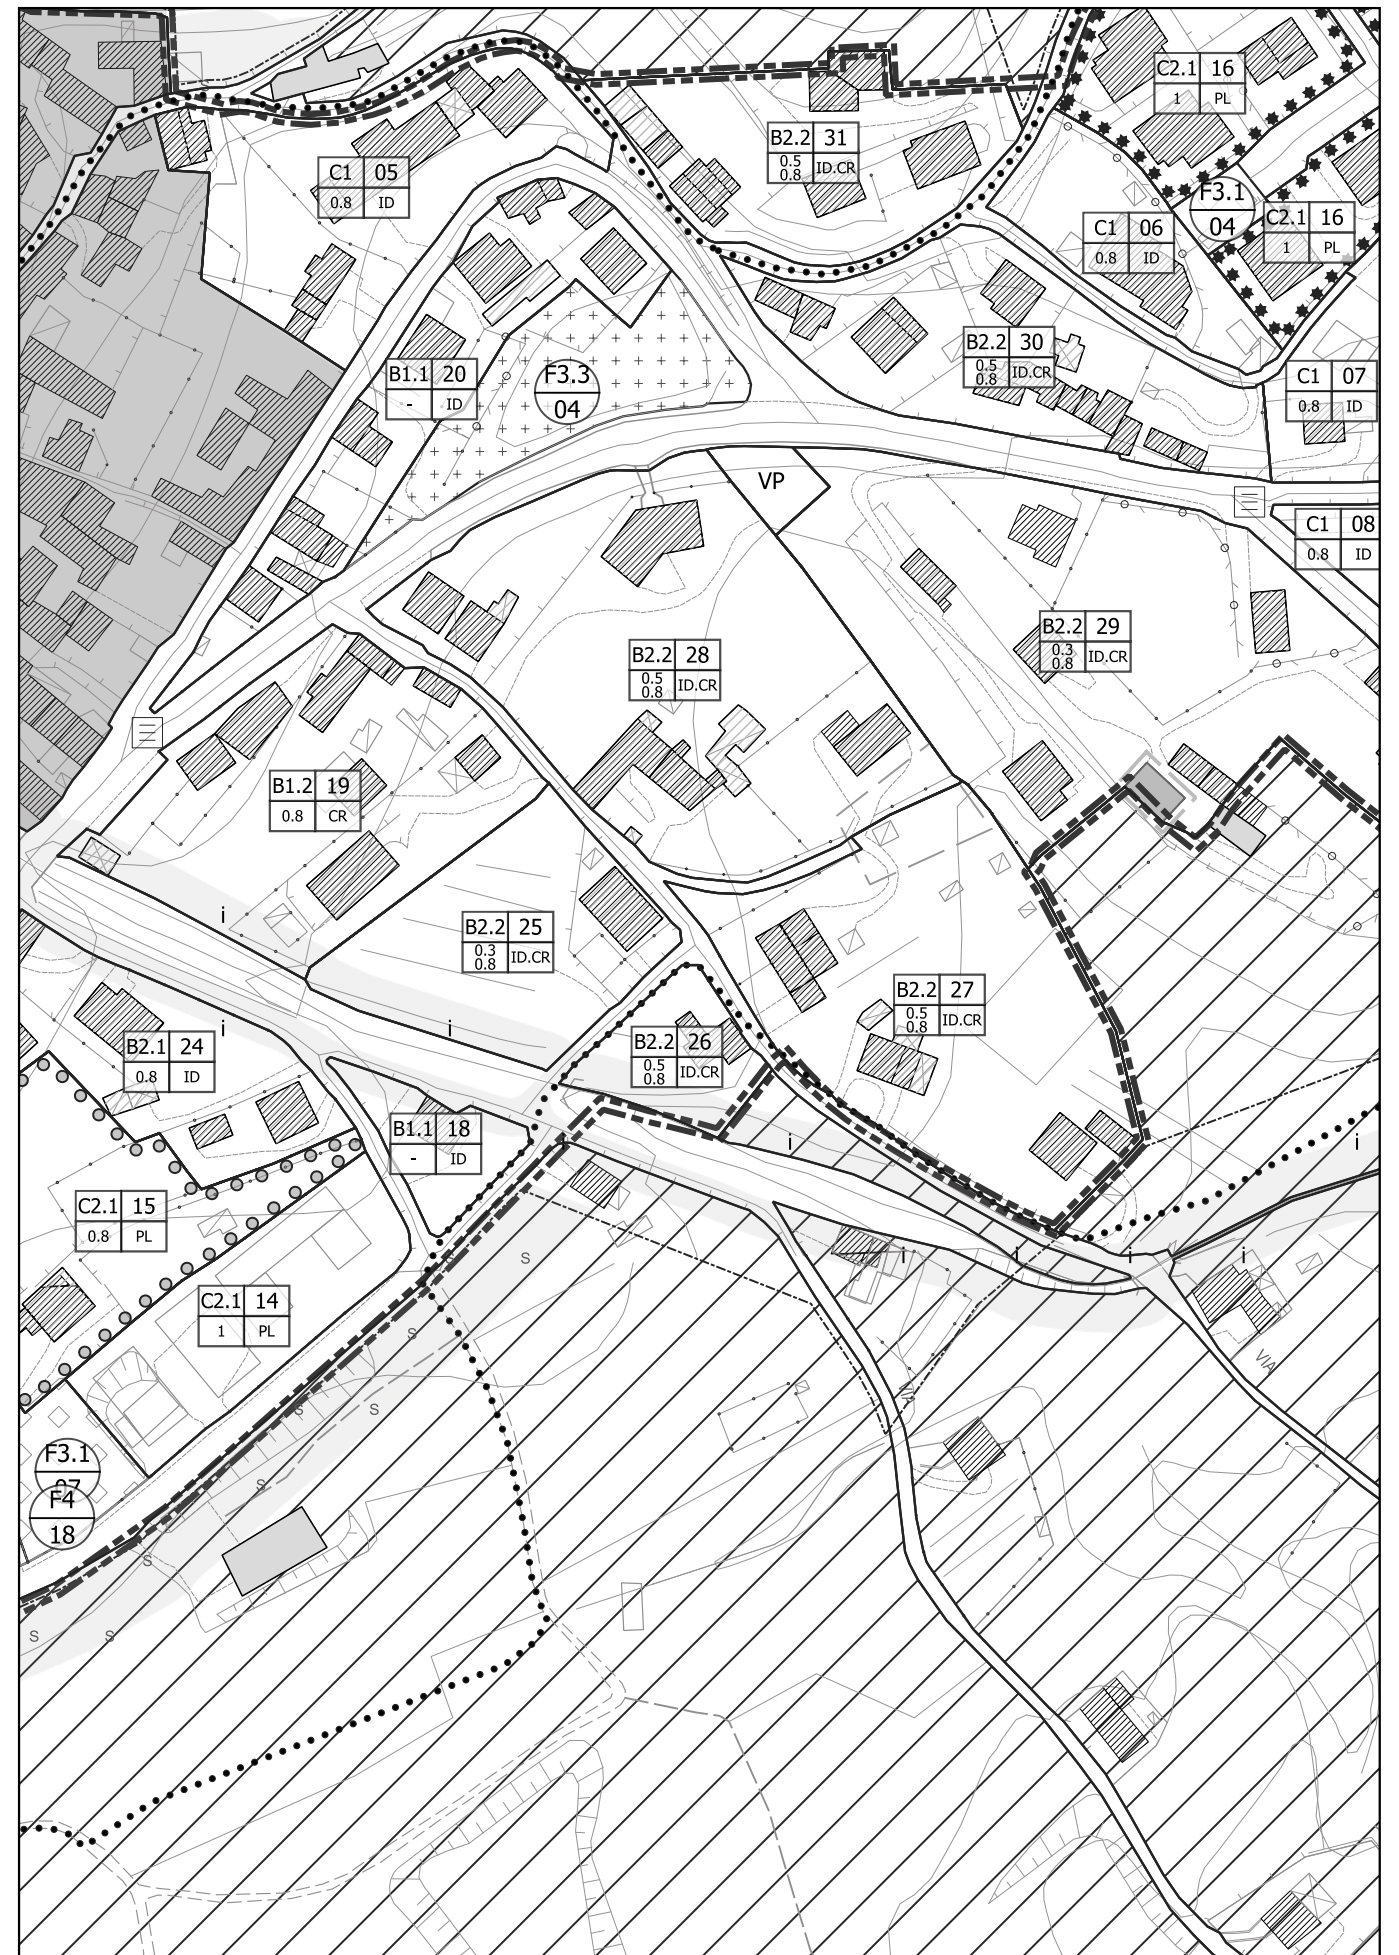 C2.1 16
1 PL
B2.2 31
0.5
0.8 ID.CR
C1 05
0.8 ID
F3.1
04
C2.1 16
1 PL
C1 06
0.8 ID
B2.2 30
0.5
0.8 ID.CR
B1.1 20
- ID
F3.3
04
C1 07
0.8 ID
VP
C1 08
0.8 ID
B2.2 29
0.3
0.8 ID.CR
B2.2 28
0.5
0.8 ID.CR
B1.2 19
0.8 CR
i
B2.2 25
0.3
0.8 ID.CR
B2.2 27
0.5
0.8 ID.CR
i
i
B2.1 24
0.8 ID
B2.2 26
0.5
0.8 ID.CR
B1.1 18
- ID
i
i
i
C2.1 15
0.8 PL
S
i
i
i
i
C2.1 14
1 PL
S
S
VIA
S
S
F3.1
07
F4
18
S
S
S
S